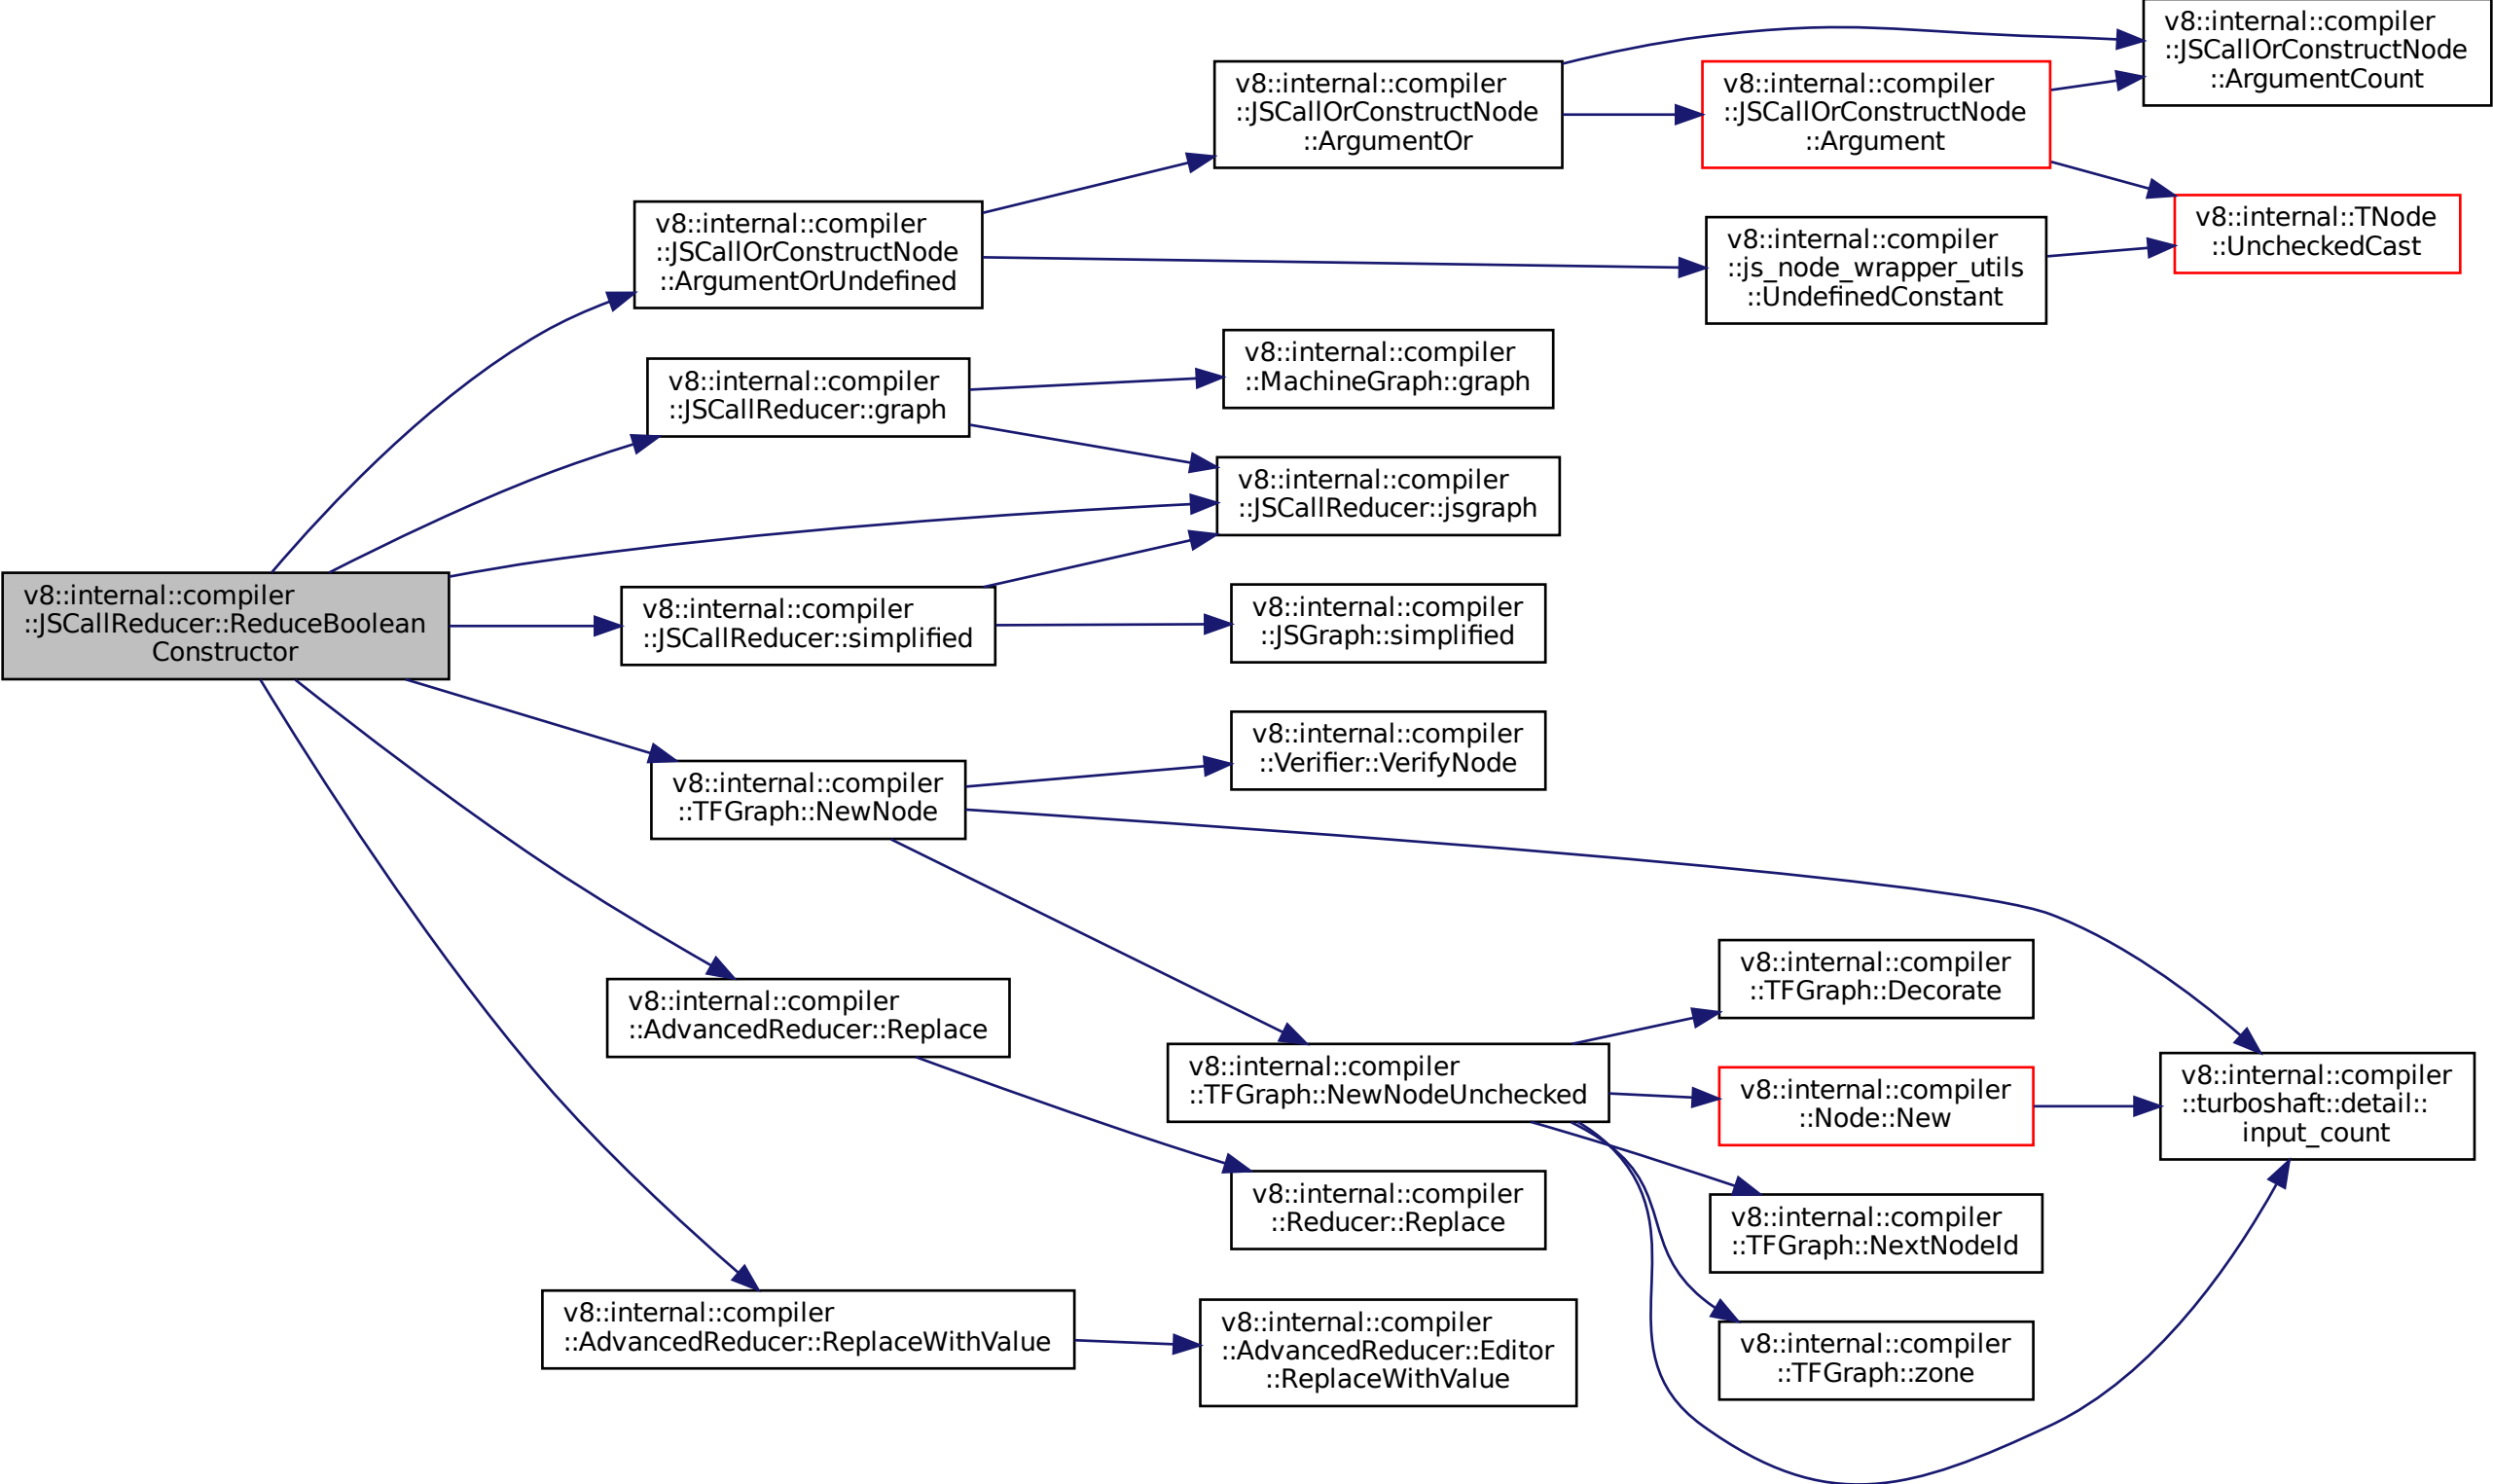 v8::internal::compiler
::JSCallReducer::ReduceBoolean
Constructor
v8::internal::compiler
::JSCallOrConstructNode
::ArgumentOrUndefined
v8::internal::compiler
::JSCallOrConstructNode
::ArgumentOr
v8::internal::compiler
::JSCallOrConstructNode
::ArgumentCount
v8::internal::compiler
::JSCallOrConstructNode
::Argument
v8::internal::TNode
::UncheckedCast
v8::internal::compiler
::js_node_wrapper_utils
::UndefinedConstant
v8::internal::compiler
::JSCallReducer::graph
v8::internal::compiler
::MachineGraph::graph
v8::internal::compiler
::JSCallReducer::jsgraph
v8::internal::compiler
::JSCallReducer::simplified
v8::internal::compiler
::JSGraph::simplified
v8::internal::compiler
::TFGraph::NewNode
v8::internal::compiler
::Verifier::VerifyNode
v8::internal::compiler
::TFGraph::NewNodeUnchecked
v8::internal::compiler
::TFGraph::Decorate
v8::internal::compiler
::Node::New
v8::internal::compiler
::turboshaft::detail::
input_count
v8::internal::compiler
::TFGraph::NextNodeId
v8::internal::compiler
::TFGraph::zone
v8::internal::compiler
::AdvancedReducer::Replace
v8::internal::compiler
::Reducer::Replace
v8::internal::compiler
::AdvancedReducer::ReplaceWithValue
v8::internal::compiler
::AdvancedReducer::Editor
::ReplaceWithValue